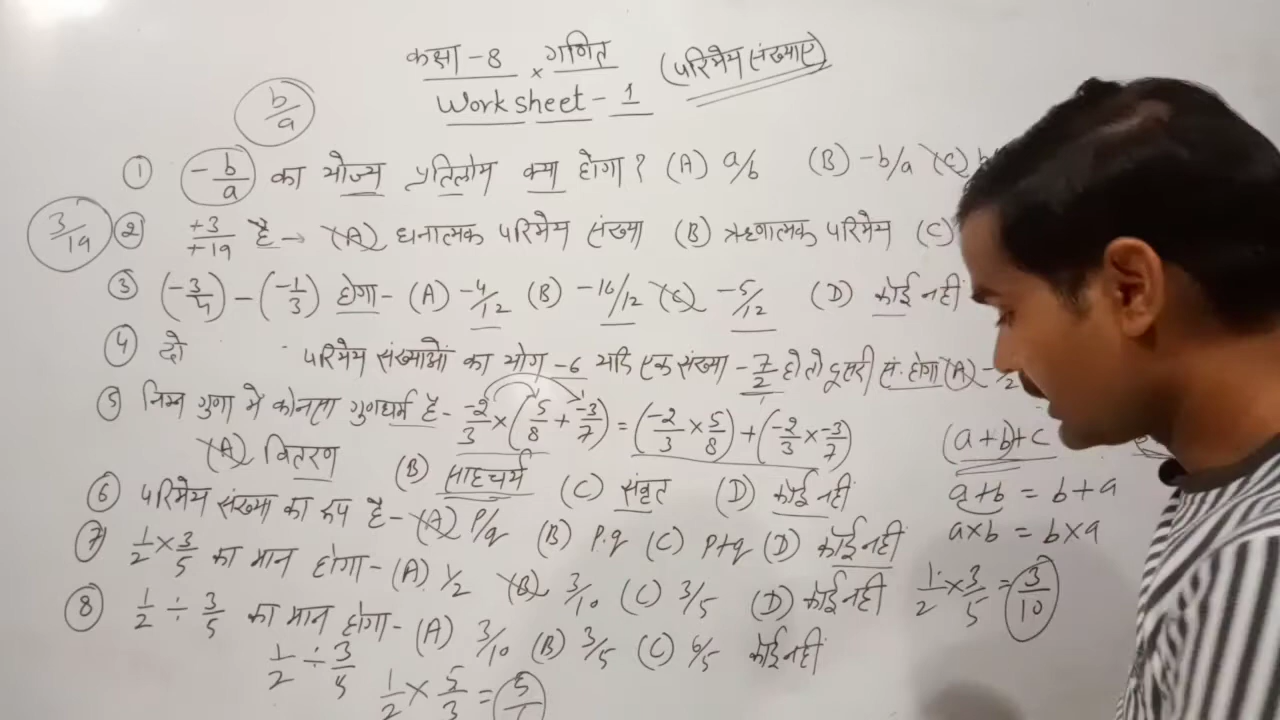 कक्षा - 8 × गणित (परिमेय संख्याए)
Worksheet - 1
b/a
① -b/a का योज्य प्रतिलोम क्या होगा? (A) a/b (B) -b/a (C)
3/19 ② +3/+19 है → (A) धनात्मक परिमेय संख्या (B) ऋणात्मक परिमेय (C)
③ (-3/4) - (-1/3) होगा - (A) -4/12 (B) -16/12 (C) -5/12 (D) कोई नहीं
④ दो परिमेय संख्याओं का योग -6 यदि एक संख्या -7/2 हो तो दूसरी सं. होगा (A)
⑤ निम्न गुणा में कौनसा गुणधर्म है - -2/3 × (5/8 + -3/7) = (-2/3 × 5/8) + (-2/3 × -3/7)
(a+b)+c
(A) वितरण (B) साहचर्य (C) संवृत (D) कोई नहीं
a+b = b+a
⑥ परिमेय संख्या का रूप है - (A) P/q (B) P.q (C) P+q (D) कोई नहीं
a×b = b×a
⑦ 1/2 × 3/5 का मान होगा - (A) 1/2 (B) 3/10 (C) 3/5 (D) कोई नहीं
1/2 × 3/5 = 3/10
⑧ 1/2 ÷ 3/5 का मान होगा - (A) 3/10 (B) 3/5 (C) 6/5 कोई नहीं
1/2 ÷ 3/5
1/2 × 5/3 =